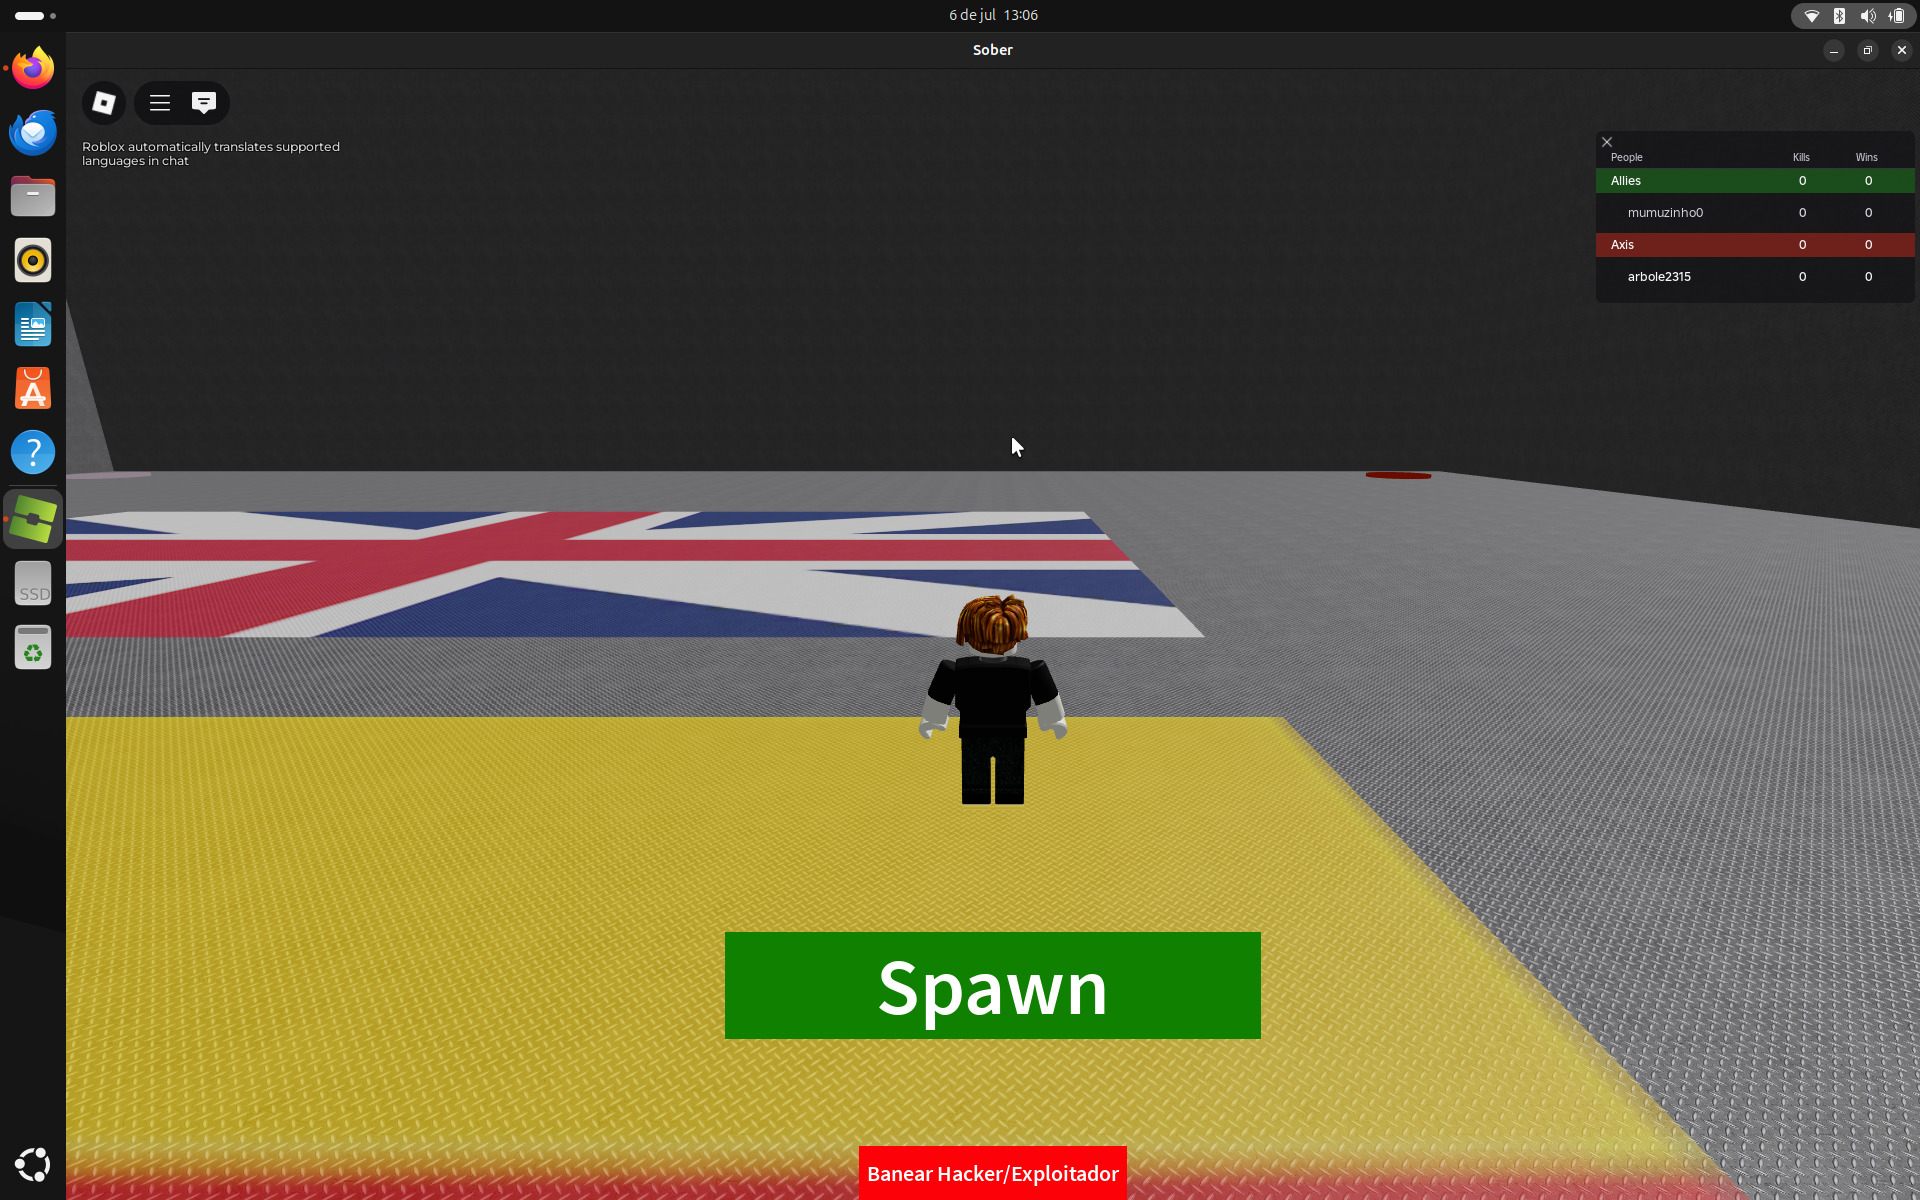 6 de jul 13:06
Sober
Roblox automatically translates supported
languages in chat
People Kills Wins
Allies 0 0
mumuzinho0 0 0
Axis 0 0
arbole2315 0 0
?
SSD
Spawn
Banear Hacker/Exploitador